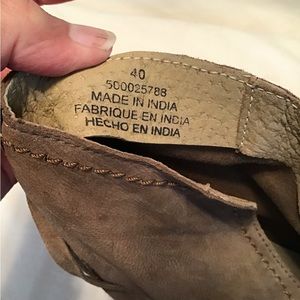 40
500025788
MADE IN INDIA
FABRIQUE EN INDIA
HECHO EN INDIA